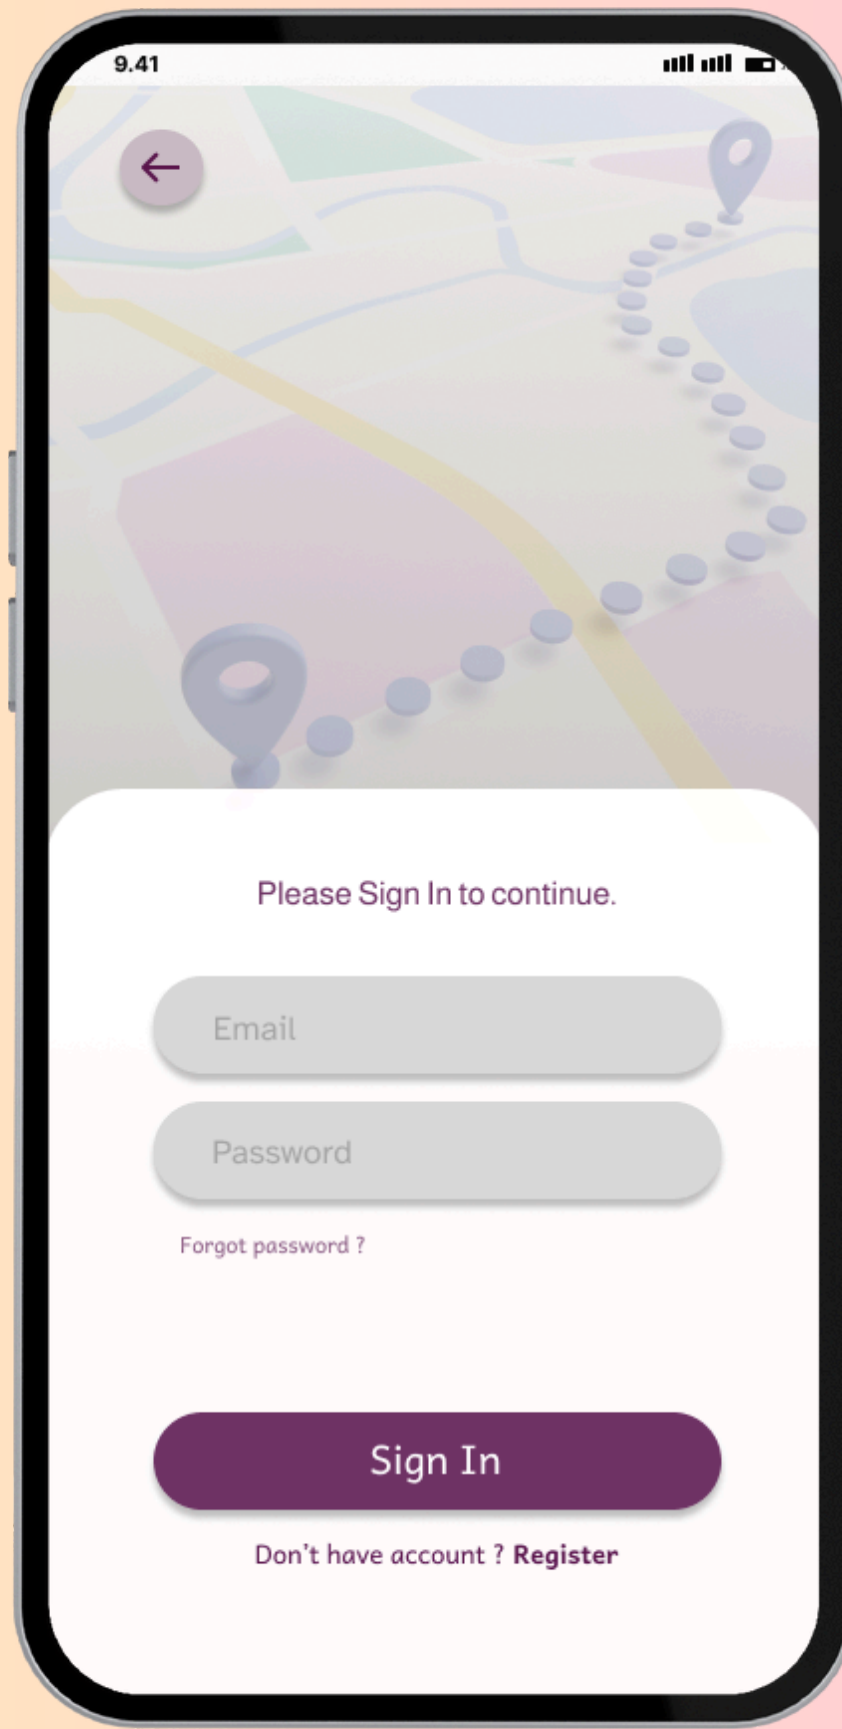 9.41
Please Sign In to continue.
Email
Password
Forgot password ?
Sign In
Don't have account ? Register